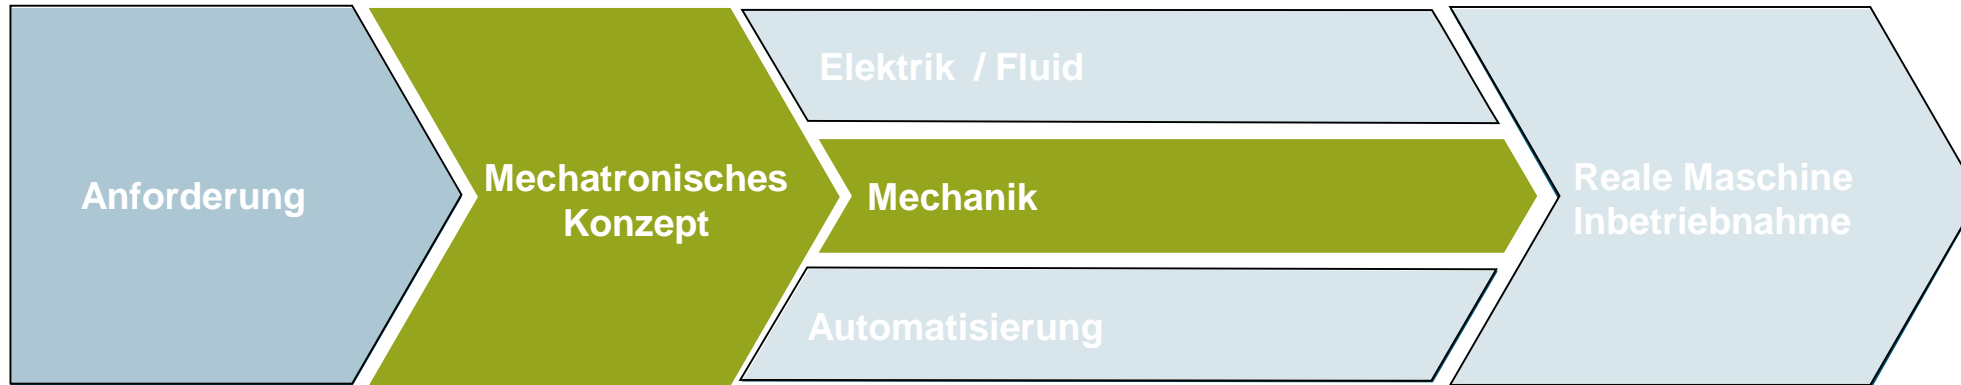 Anforderung
Mechatronisches
Konzept
Elektrik / Fluid
Mechanik
Automatisierung
Reale Maschine
Inbetriebnahme